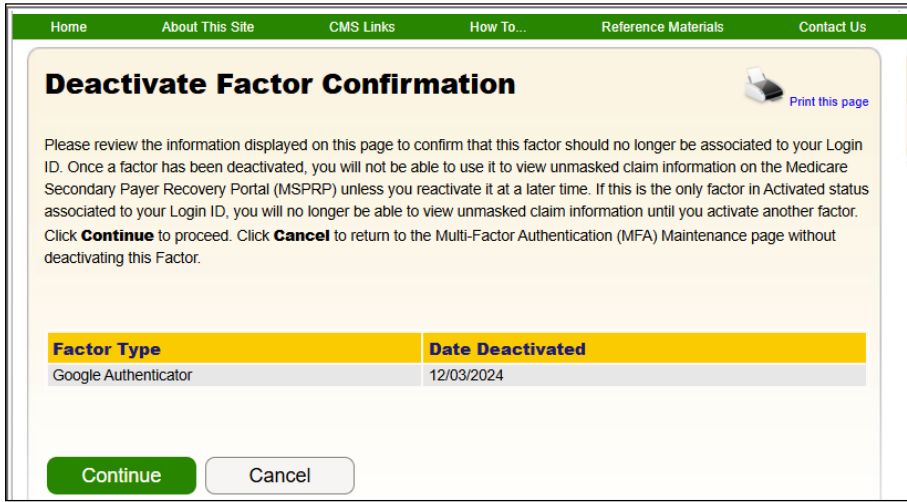 Home About This Site CMS Links How To... Reference Materials Contact Us
Deactivate Factor Confirmation
Print this page
Please review the information displayed on this page to confirm that this factor should no longer be associated to your Login
ID. Once a factor has been deactivated, you will not be able to use it to view unmasked claim information on the Medicare
Secondary Payer Recovery Portal (MSPRP) unless you reactivate it at a later time. If this is the only factor in Activated status
associated to your Login ID, you will no longer be able to view unmasked claim information until you activate another factor.
Click Continue to proceed. Click Cancel to return to the Multi-Factor Authentication (MFA) Maintenance page without
deactivating this Factor.
Factor Type Date Deactivated
Google Authenticator 12/03/2024
Continue Cancel